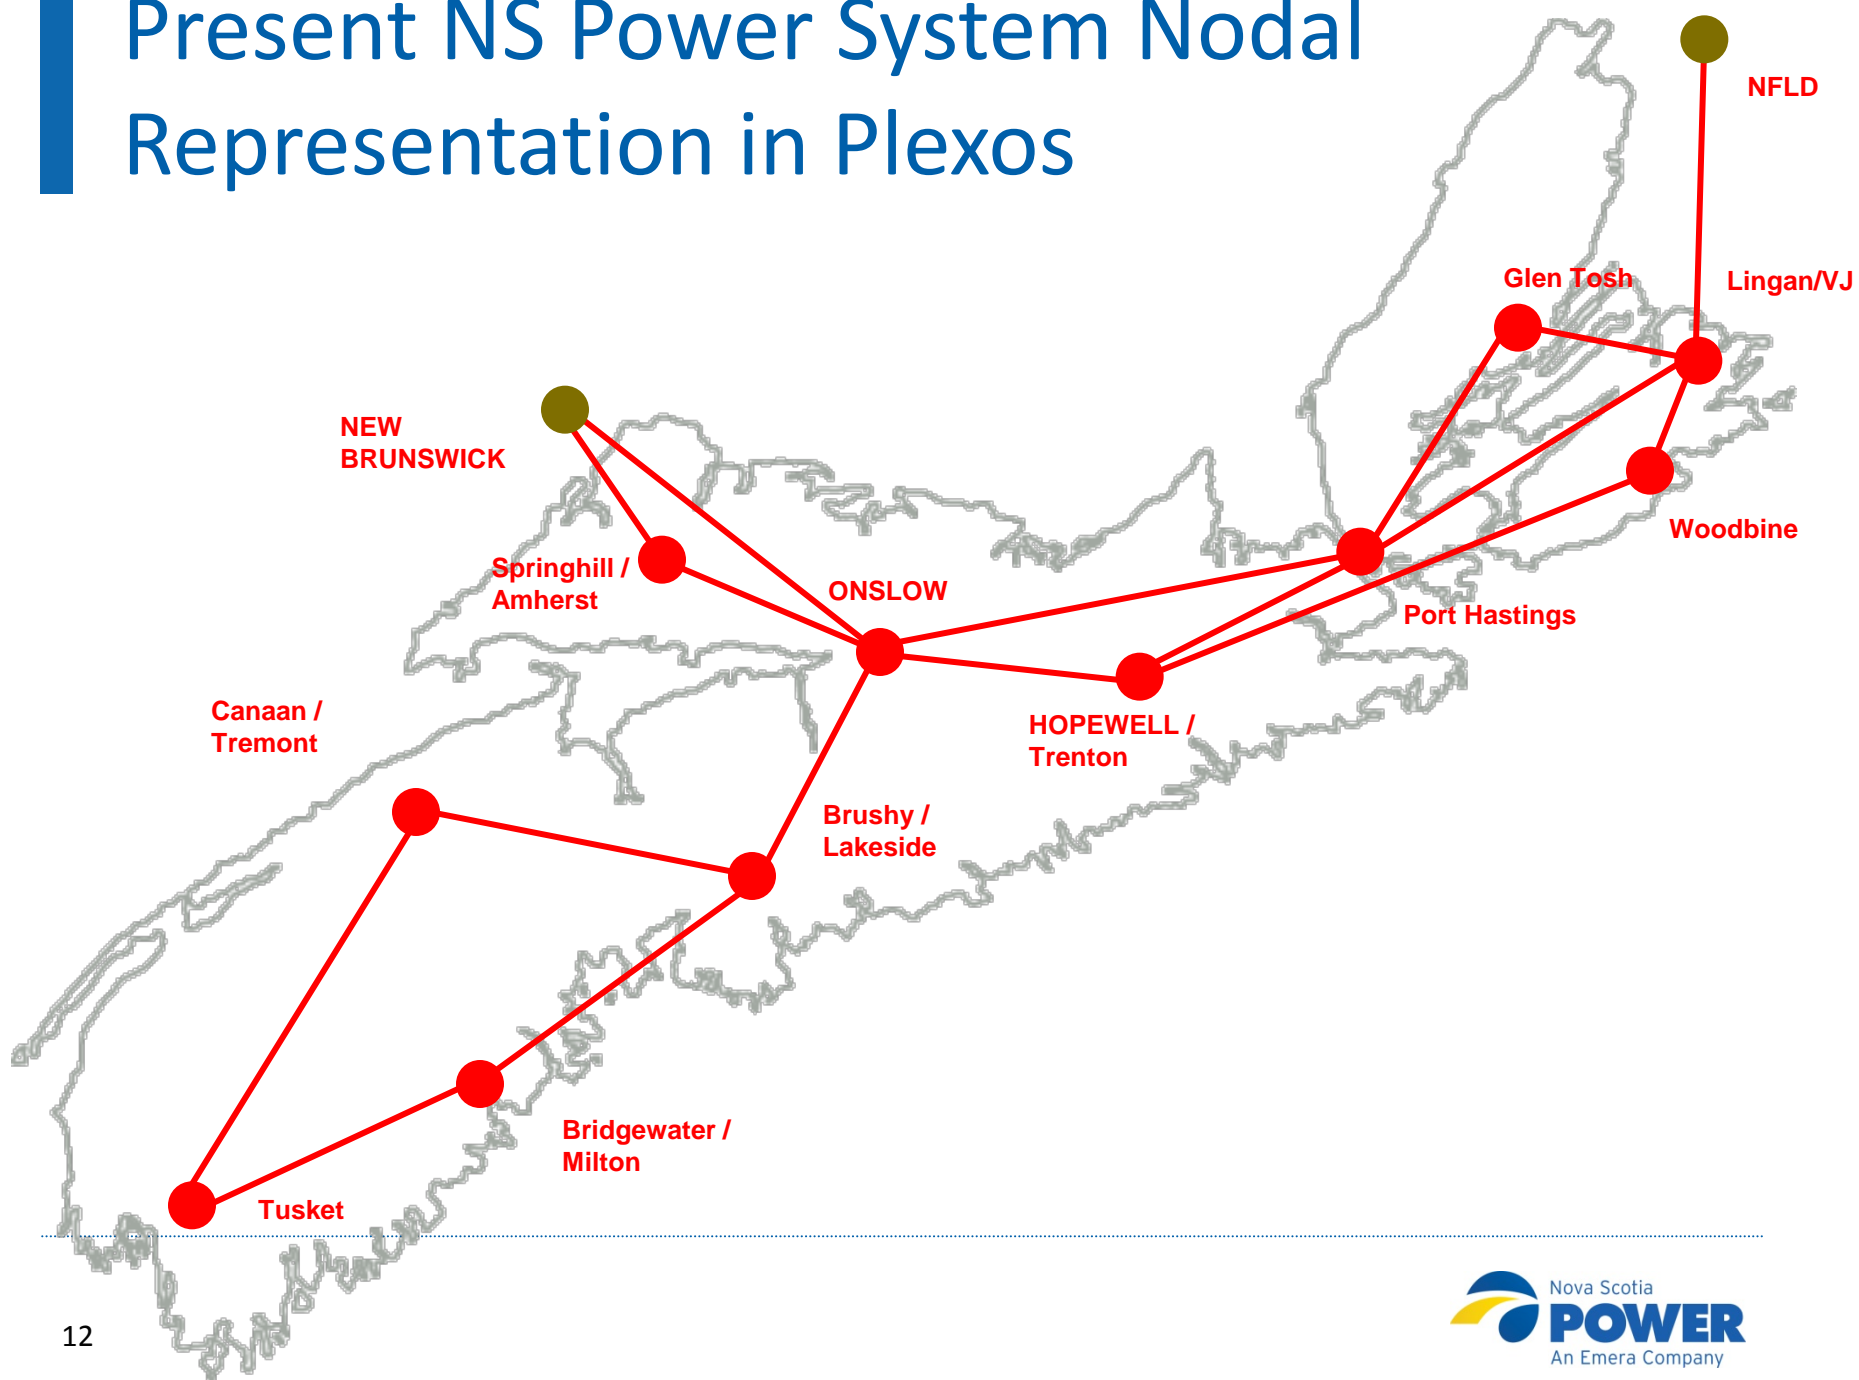 Present NS Power System Nodal
Representation in Plexos
NFLD
Glen Tosh
Lingan/VJ
NEW
BRUNSWICK
Woodbine
Springhill /
Amherst
ONSLOW
Port Hastings
Canaan /
Tremont
HOPEWELL /
Trenton
Brushy /
Lakeside
Bridgewater /
Milton
Tusket
12
Nova Scotia
POWER
An Emera Company